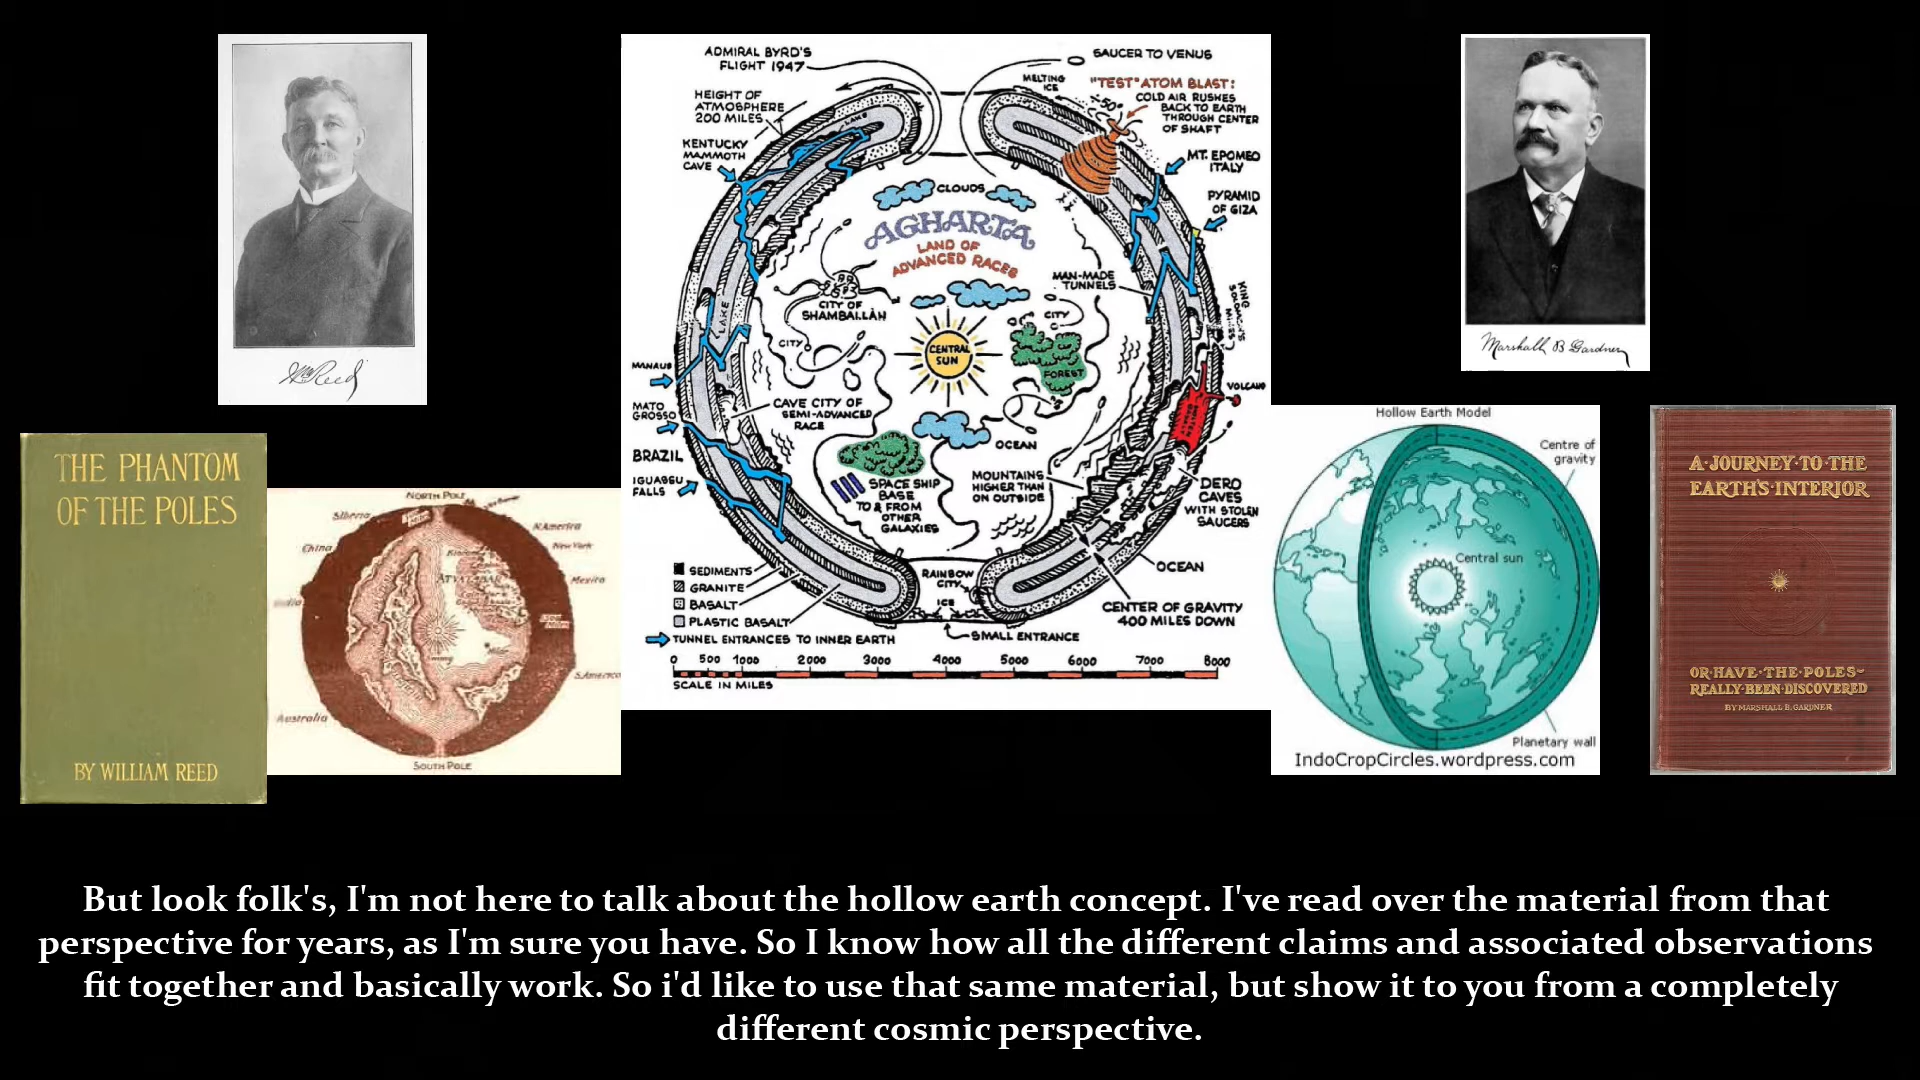 Wm Reed
THE PHANTOM
OF THE POLES
BY WILLIAM REED
NORTH POLE
Siberia
N. America
China
New York
Mexico
S. America
Australia
SOUTH POLE
ADMIRAL BYRD'S
FLIGHT 1947
SAUCER TO VENUS
MELTING
ICE
"TEST" ATOM BLAST:
COLD AIR RUSHES
BACK TO EARTH
THROUGH CENTER
OF SHAFT
-50°
HEIGHT OF
ATMOSPHERE
200 MILES
LAKE
KENTUCKY
MAMMOTH
CAVE
MT. EPOMEO
ITALY
PYRAMID
OF GIZA
CLOUDS
AGHARTA
LAND OF
ADVANCED RACES
MAN-MADE
TUNNELS
KING
SOLOMON'S
MINES
CITY OF
SHAMBALLAH
CITY
CITY
LAKE
CENTRAL
SUN
FOREST
MANAUS
VOLCANO
MATO
GROSSO
CAVE CITY OF
SEMI-ADVANCED
RACE
OCEAN
BRAZIL
IGUASSU
FALLS
SPACE SHIP
BASE
TO & FROM
OTHER
GALAXIES
MOUNTAINS
HIGHER THAN
ON OUTSIDE
DERO
CAVES
WITH STOLEN
SAUCERS
SEDIMENTS
GRANITE
BASALT
PLASTIC BASALT
TUNNEL ENTRANCES TO INNER EARTH
RAINBOW
CITY
ICE
SMALL ENTRANCE
OCEAN
CENTER OF GRAVITY
400 MILES DOWN
0 500 1000 2000 3000 4000 5000 6000 7000 8000
SCALE IN MILES
Marshall B Gardner
Hollow Earth Model
Centre of
gravity
Central sun
Planetary wall
IndoCropCircles.wordpress.com
A·JOURNEY·TO·THE
EARTH'S·INTERIOR
OR·HAVE·THE·POLES
REALLY·BEEN·DISCOVERED
BY MARSHALL B. GARDNER
But look folk's, I'm not here to talk about the hollow earth concept. I've read over the material from that
perspective for years, as I'm sure you have. So I know how all the different claims and associated observations
fit together and basically work. So i'd like to use that same material, but show it to you from a completely
different cosmic perspective.